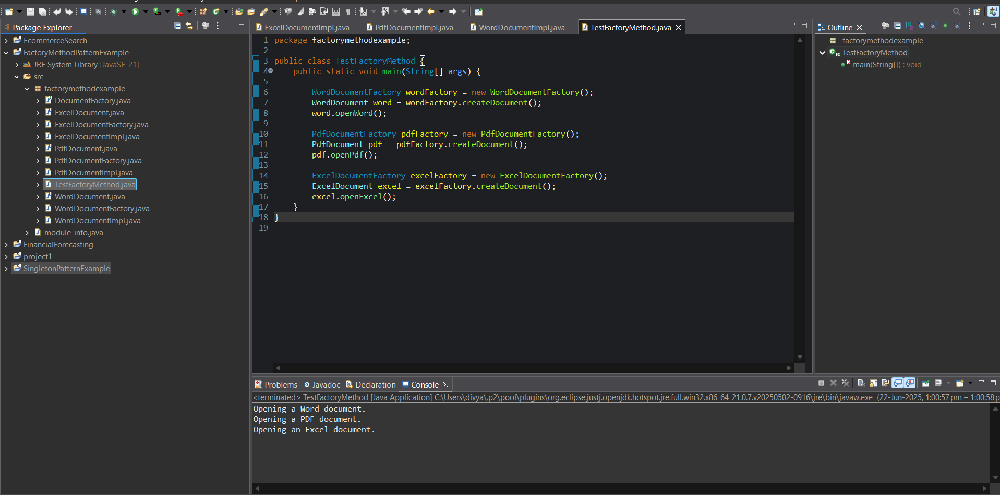 Package Explorer
EcommerceSearch
FactoryMethodPatternExample
JRE System Library [JavaSE-21]
src
factorymethodexample
DocumentFactory.java
ExcelDocument.java
ExcelDocumentFactory.java
ExcelDocumentImpl.java
PdfDocument.java
PdfDocumentFactory.java
PdfDocumentImpl.java
TestFactoryMethod.java
WordDocument.java
WordDocumentFactory.java
WordDocumentImpl.java
module-info.java
FinancialForecasting
project1
SingletonPatternExample
ExcelDocumentImpl.java PdfDocumentImpl.java WordDocumentImpl.java TestFactoryMethod.java
1 package factorymethodexample;
2
3 public class TestFactoryMethod {
4 public static void main(String[] args) {
5
6 WordDocumentFactory wordFactory = new WordDocumentFactory();
7 WordDocument word = wordFactory.createDocument();
8 word.openWord();
9
10 PdfDocumentFactory pdfFactory = new PdfDocumentFactory();
11 PdfDocument pdf = pdfFactory.createDocument();
12 pdf.openPdf();
13
14 ExcelDocumentFactory excelFactory = new ExcelDocumentFactory();
15 ExcelDocument excel = excelFactory.createDocument();
16 excel.openExcel();
17 }
18 }
19
Outline
factorymethodexample
TestFactoryMethod
main(String[]) : void
Problems Javadoc Declaration Console
<terminated> TestFactoryMethod [Java Application] C:\Users\divya\.p2\pool\plugins\org.eclipse.justj.openjdk.hotspot.jre.full.win32.x86_64_21.0.7.v20250502-0916\jre\bin\javaw.exe (22-Jun-2025, 1:00:57 pm – 1:00:58 p
Opening a Word document.
Opening a PDF document.
Opening an Excel document.